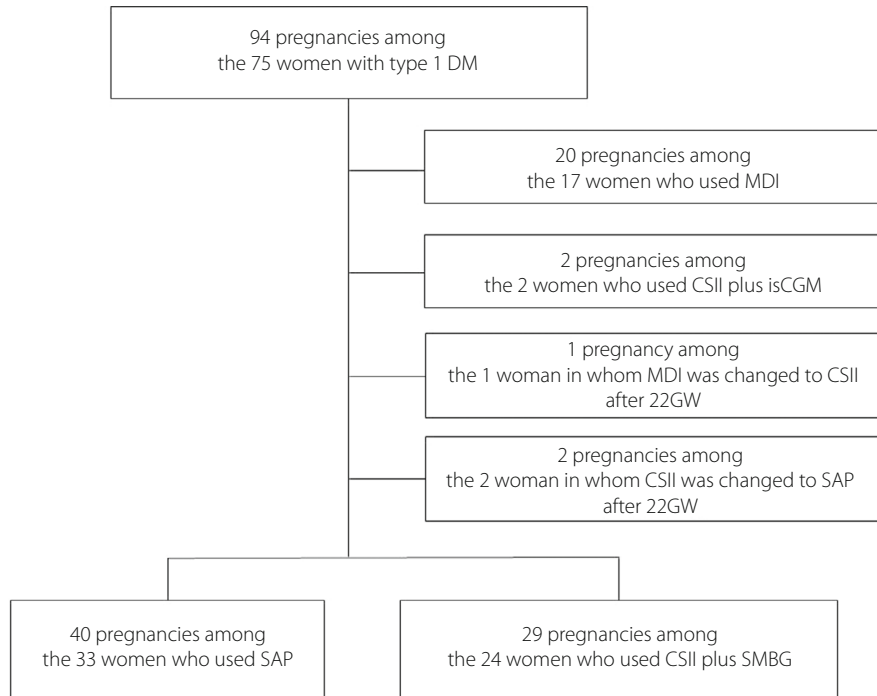 94 pregnancies among
the 75 women with type 1 DM
20 pregnancies among
the 17 women who used MDI
2 pregnancies among
the 2 women who used CSII plus isCGM
1 pregnancy among
the 1 woman in whom MDI was changed to CSII
after 22GW
2 pregnancies among
the 2 woman in whom CSII was changed to SAP
after 22GW
40 pregnancies among
the 33 women who used SAP
29 pregnancies among
the 24 women who used CSII plus SMBG